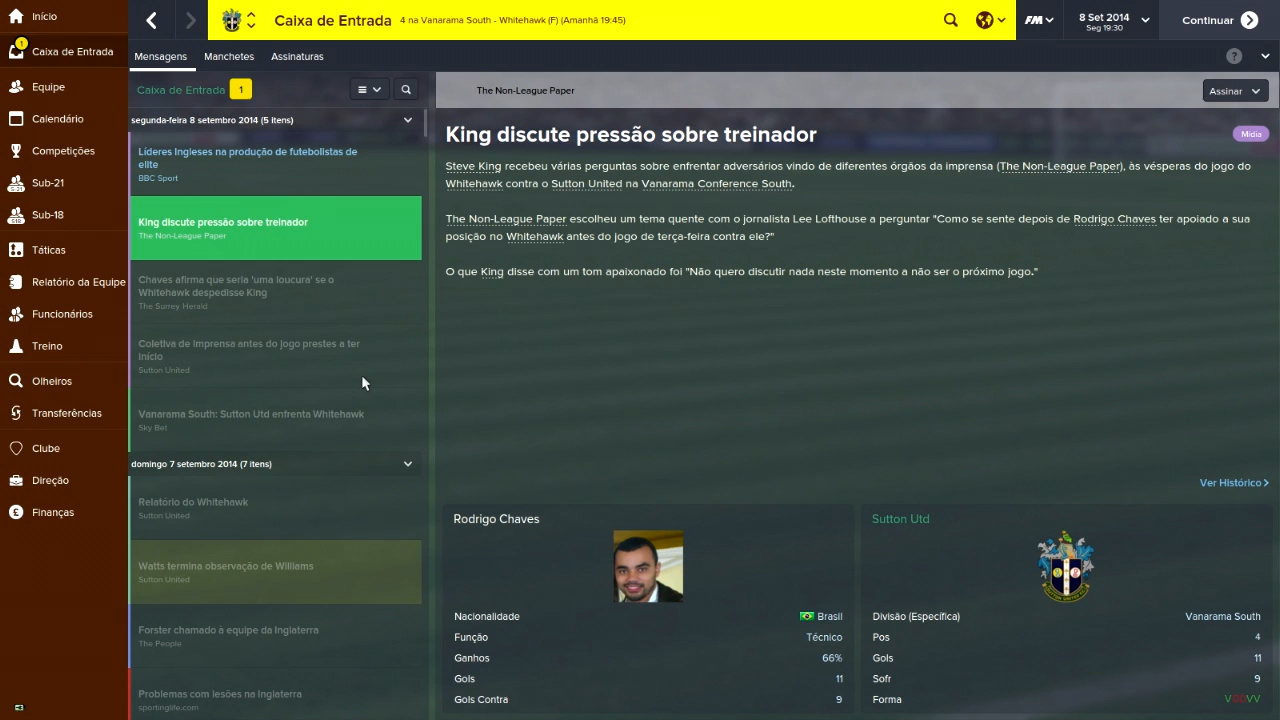 Início
1
Caixa de Entrada
Equipe
Calendário
Competições
Sub-21
Sub-18
Táticas
Relatório da Equipe
Funcionários
Treino
Olheiros
Transferências
Clube
Direção
Finanças
Caixa de Entrada 4 na Vanarama South - Whitehawk (F) (Amanhã 19:45)
FM
8 Set 2014
Seg 19:30
Continuar
Mensagens Manchetes Assinaturas
?
Caixa de Entrada 1
segunda-feira 8 setembro 2014 (5 itens)
Líderes Ingleses na produção de futebolistas de
elite
BBC Sport
King discute pressão sobre treinador
The Non-League Paper
Chaves afirma que seria 'uma loucura' se o
Whitehawk despedisse King
The Surrey Herald
Coletiva de imprensa antes do jogo prestes a ter
início
Sutton United
Vanarama South: Sutton Utd enfrenta Whitehawk
Sky Bet
domingo 7 setembro 2014 (7 itens)
Relatório do Whitehawk
Sutton United
Watts termina observação de Williams
Sutton United
Forster chamado à equipe da Inglaterra
The People
Problemas com lesões na Inglaterra
sportinglife.com
The Non-League Paper
Assinar
King discute pressão sobre treinador
Mídia
Steve King recebeu várias perguntas sobre enfrentar adversários vindo de diferentes órgãos da imprensa (The Non-League Paper), às vésperas do jogo do
Whitehawk contra o Sutton United na Vanarama Conference South.
The Non-League Paper escolheu um tema quente com o jornalista Lee Lofthouse a perguntar "Como se sente depois de Rodrigo Chaves ter apoiado a sua
posição no Whitehawk antes do jogo de terça-feira contra ele?"
O que King disse com um tom apaixonado foi "Não quero discutir nada neste momento a não ser o próximo jogo."
Ver Histórico
Rodrigo Chaves
Nacionalidade Brasil
Função Técnico
Ganhos 66%
Gols 11
Gols Contra 9
Sutton Utd
Divisão (Específica) Vanarama South
Pos 4
Gols 11
Sofr 9
Forma VDDVV